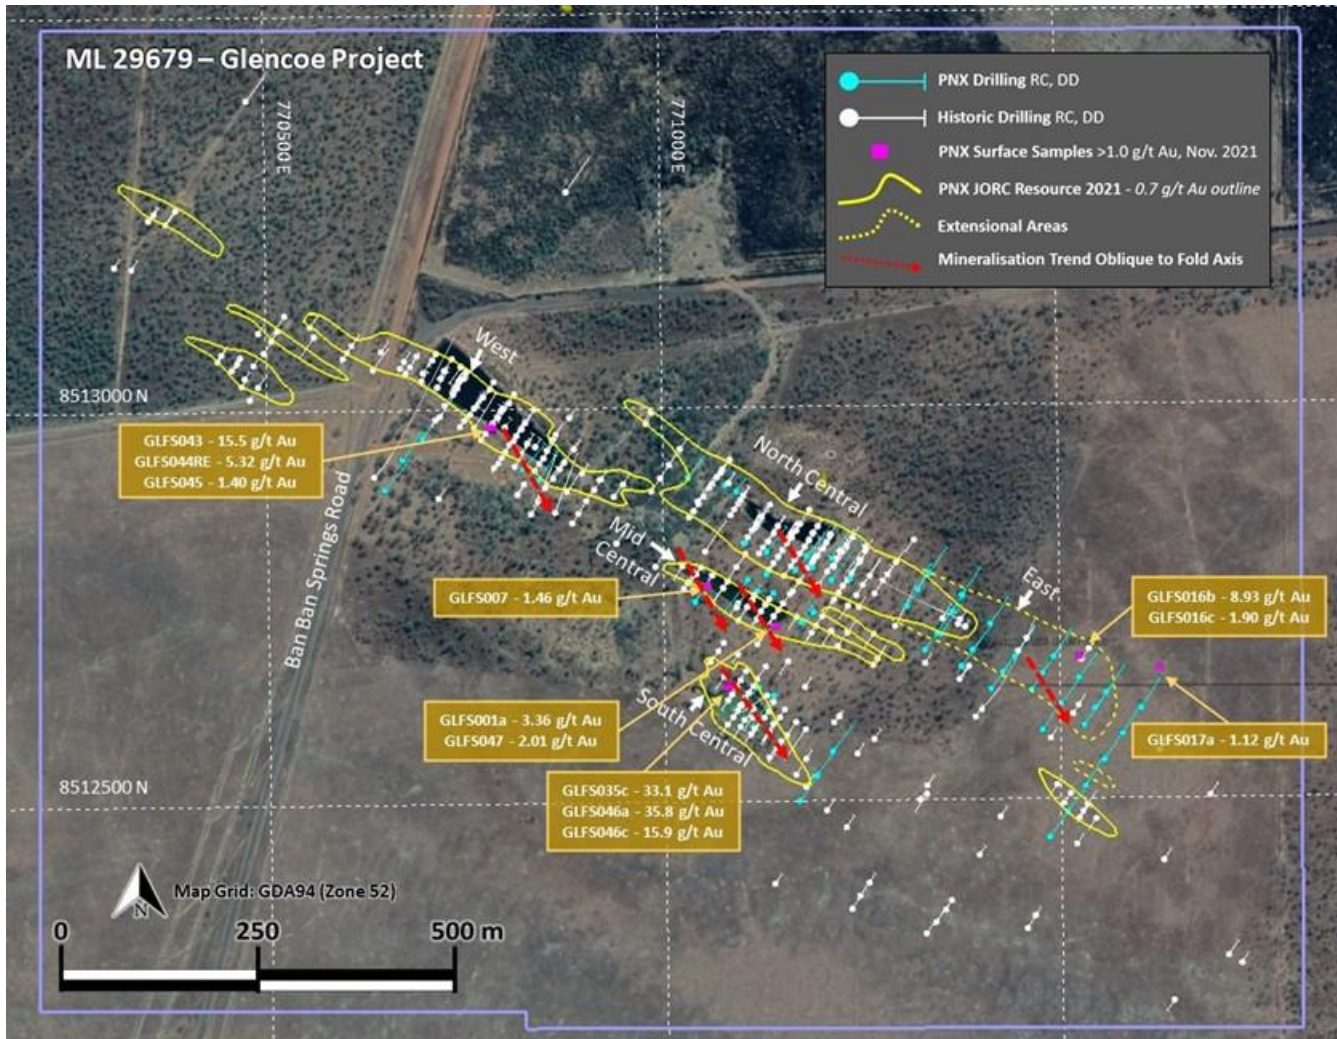 ML 29679 – Glencoe Project
PNX Drilling RC, DD
Historic Drilling RC, DD
PNX Surface Samples >1.0 g/t Au, Nov. 2021
PNX JORC Resource 2021 - 0.7 g/t Au outline
Extensional Areas
Mineralisation Trend Oblique to Fold Axis
770500 E
771000 E
West
8513000 N
GLFS043 - 15.5 g/t Au
GLFS044RE - 5.32 g/t Au
GLFS045 - 1.40 g/t Au
North Central
Mid
Central
Ban Ban Springs Road
East
GLFS007 - 1.46 g/t Au
GLFS016b - 8.93 g/t Au
GLFS016c - 1.90 g/t Au
South Central
GLFS001a - 3.36 g/t Au
GLFS047 - 2.01 g/t Au
GLFS017a - 1.12 g/t Au
8512500 N
GLFS035c - 33.1 g/t Au
GLFS046a - 35.8 g/t Au
GLFS046c - 15.9 g/t Au
N
Map Grid: GDA94 (Zone 52)
0 250 500 m